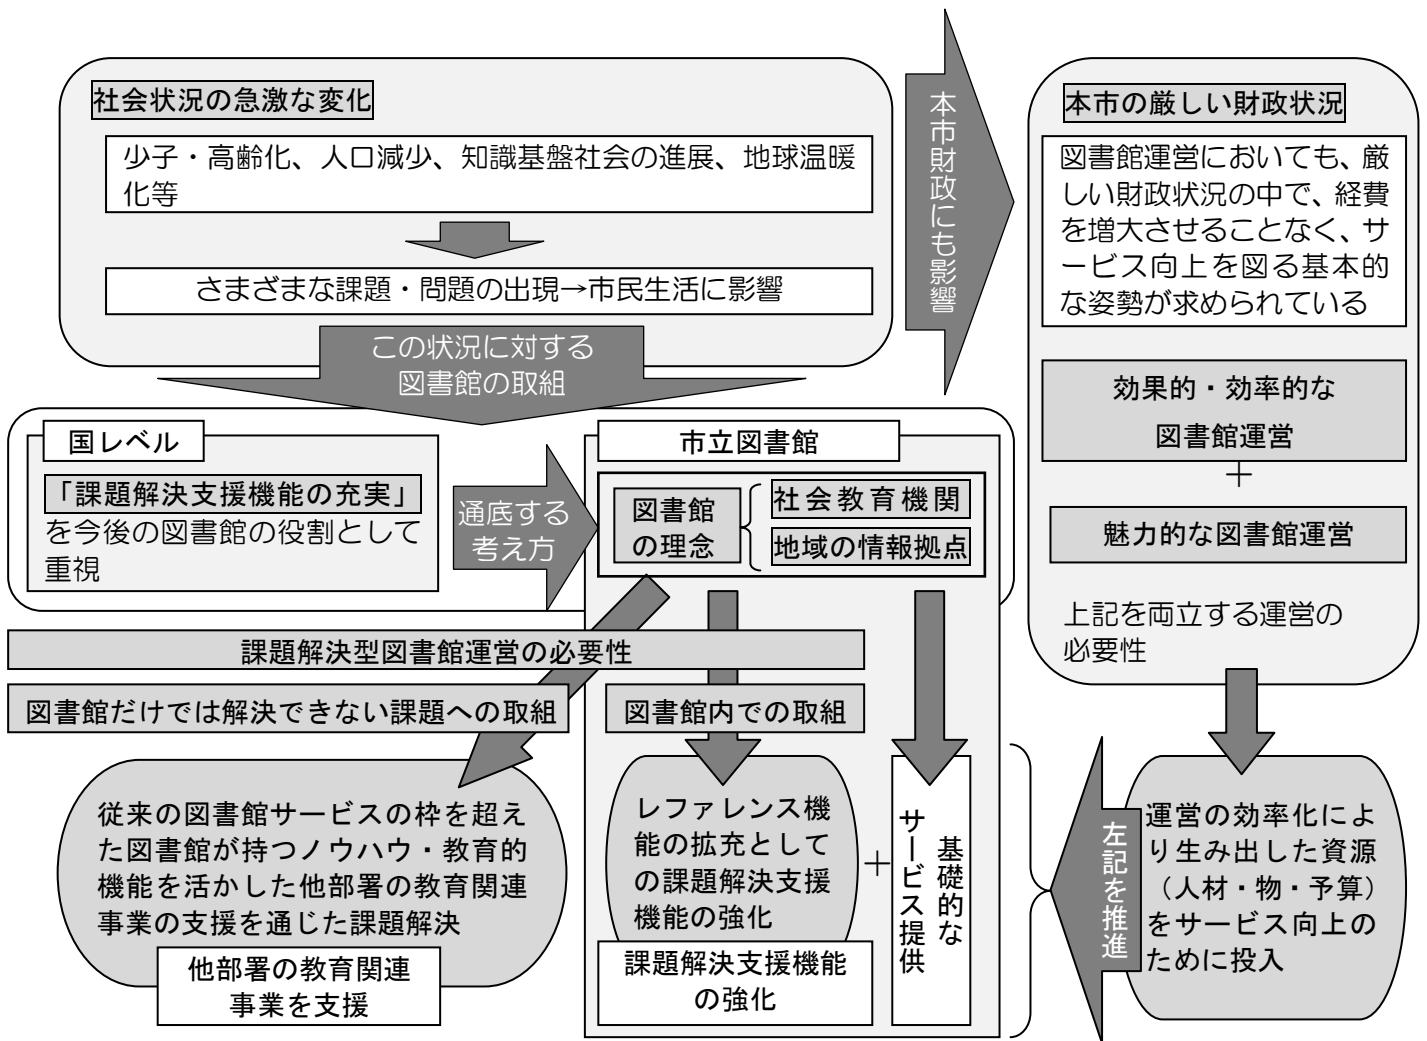 社会状況の急激な変化
少子・高齢化、人口減少、知識基盤社会の進展、地球温暖
化等
さまざまな課題・問題の出現→市民生活に影響
本市財政にも影響
本市の厳しい財政状況
図書館運営においても、厳
しい財政状況の中で、経費
を増大させることなく、サ
ービス向上を図る基本的
な姿勢が求められている
効果的・効率的な
図書館運営
＋
魅力的な図書館運営
上記を両立する運営の
必要性
この状況に対する
図書館の取組
国レベル
「課題解決支援機能の充実」
を今後の図書館の役割として
重視
通底する
考え方
市立図書館
図書館
の理念
社会教育機関
地域の情報拠点
課題解決型図書館運営の必要性
図書館だけでは解決できない課題への取組
図書館内での取組
従来の図書館サービスの枠を超え
た図書館が持つノウハウ・教育的
機能を活かした他部署の教育関連
事業の支援を通じた課題解決
他部署の教育関連
事業を支援
レファレンス機
能の拡充として
の課題解決支援
機能の強化
課題解決支援機能
の強化
＋
基礎的な
サービス提供
左記を推進
運営の効率化によ
り生み出した資源
（人材・物・予算）
をサービス向上の
ために投入